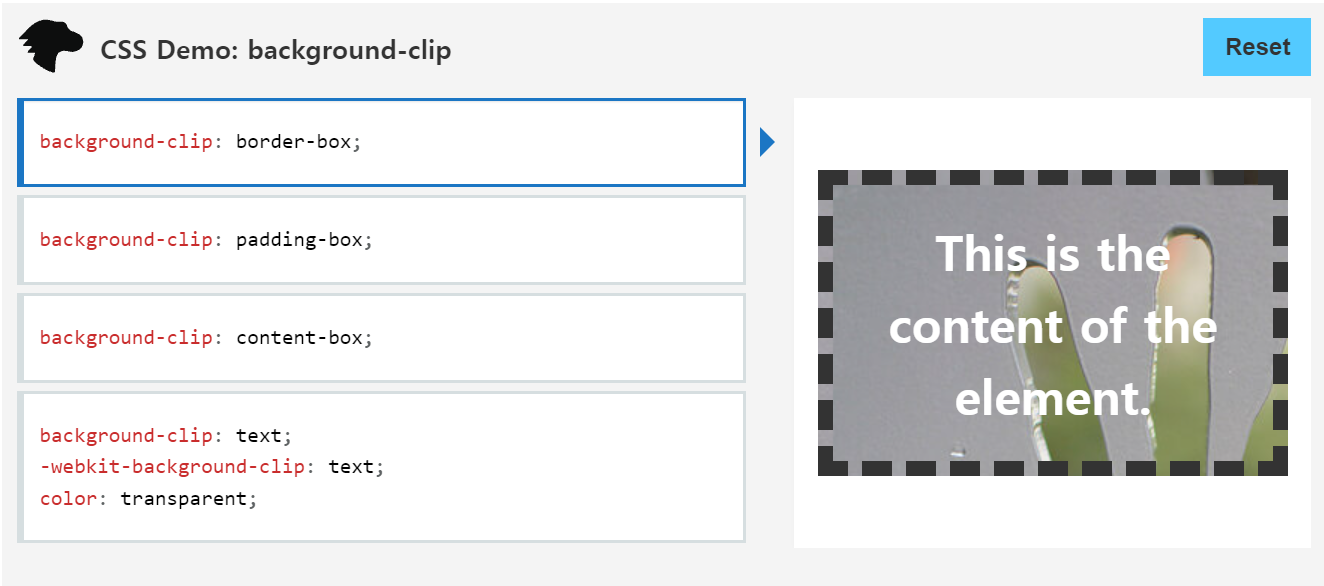 CSS Demo: background-clip
Reset
background-clip: border-box;
background-clip: padding-box;
background-clip: content-box;
background-clip: text;
-webkit-background-clip: text;
color: transparent;
This is the
content of the
element.